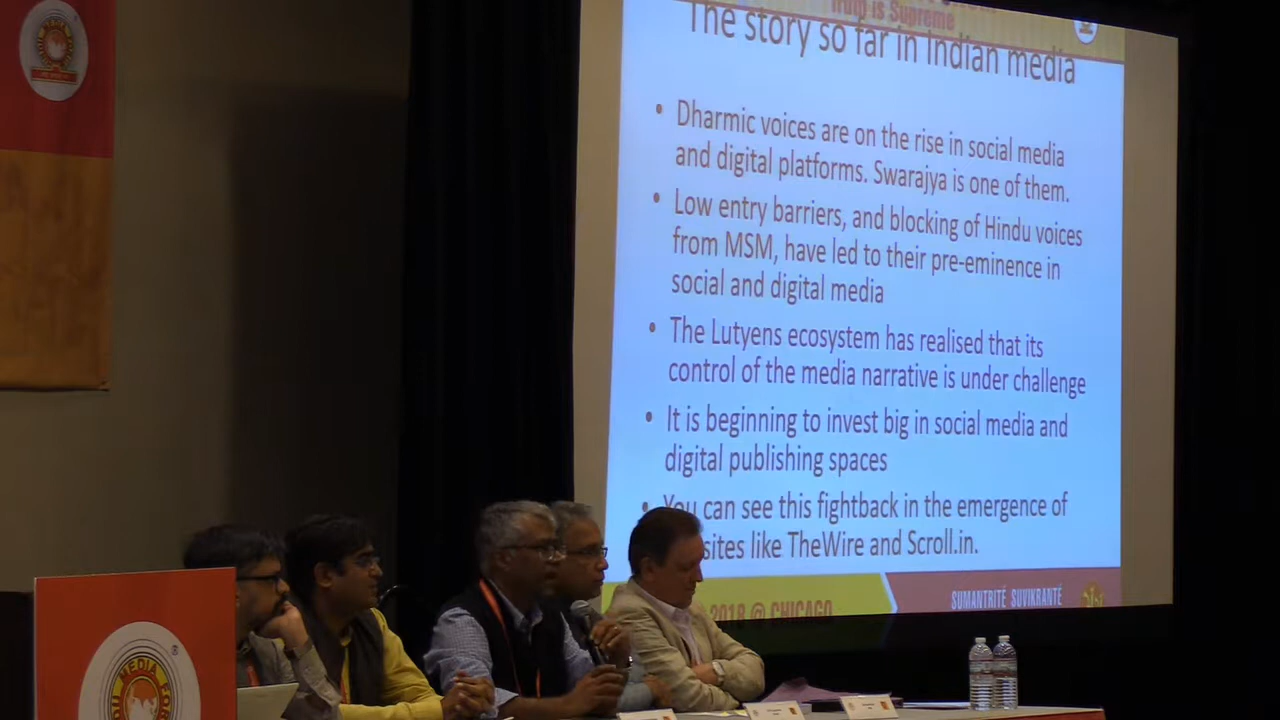 Truth is Supreme
The story so far in Indian media
• Dharmic voices are on the rise in social media
and digital platforms. Swarajya is one of them.
• Low entry barriers, and blocking of Hindu voices
from MSM, have led to their pre-eminence in
social and digital media
• The Lutyens ecosystem has realised that its
control of the media narrative is under challenge
• It is beginning to invest big in social media and
digital publishing spaces
• You can see this fightback in the emergence of
sites like TheWire and Scroll.in.
2018 @ CHICAGO
SUMANTRITÉ SUVIKRANTÉ
MEDIA